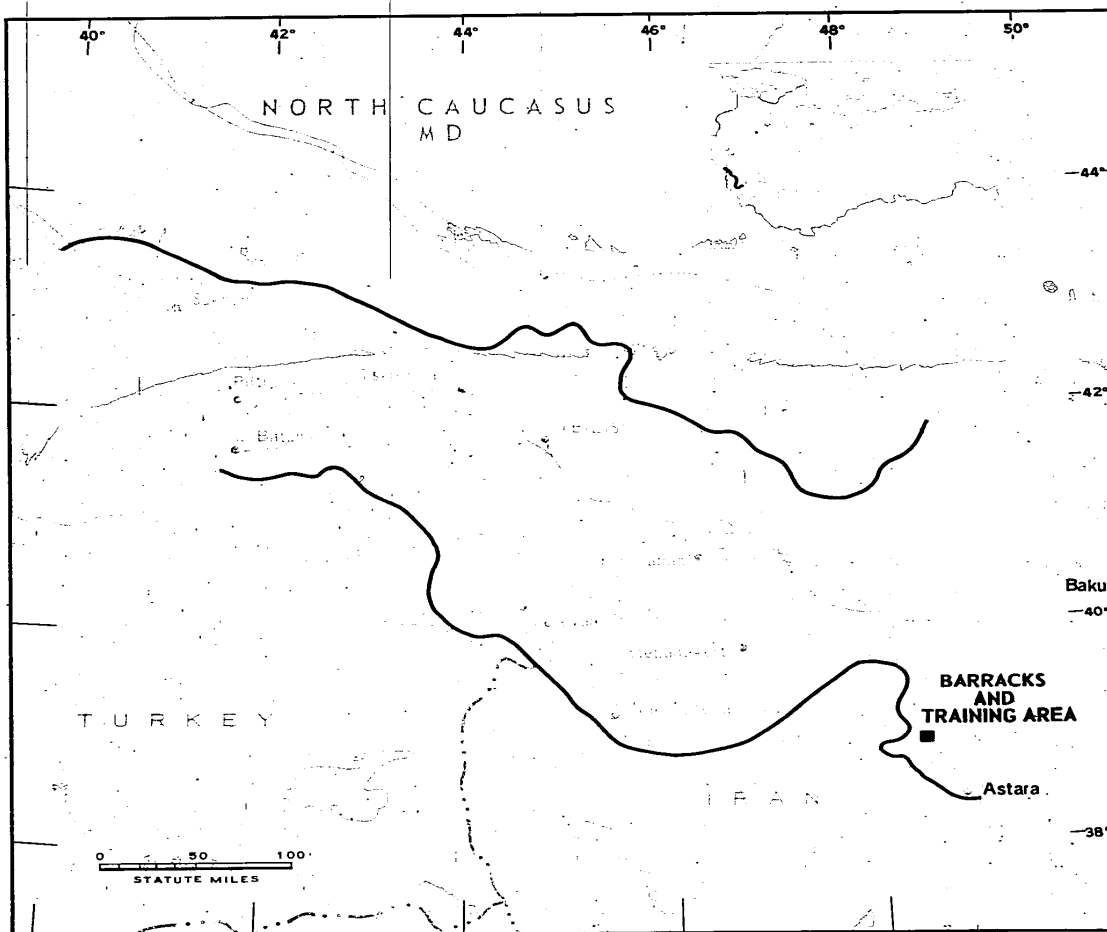 40° 42° 44° 46° 48° 50°
NORTH CAUCASUS
MD
44°
42°
Batum
Baku
40°
BARRACKS
AND
TRAINING AREA
TURKEY
IRAN
Astara
38°
0 50 100
STATUTE MILES